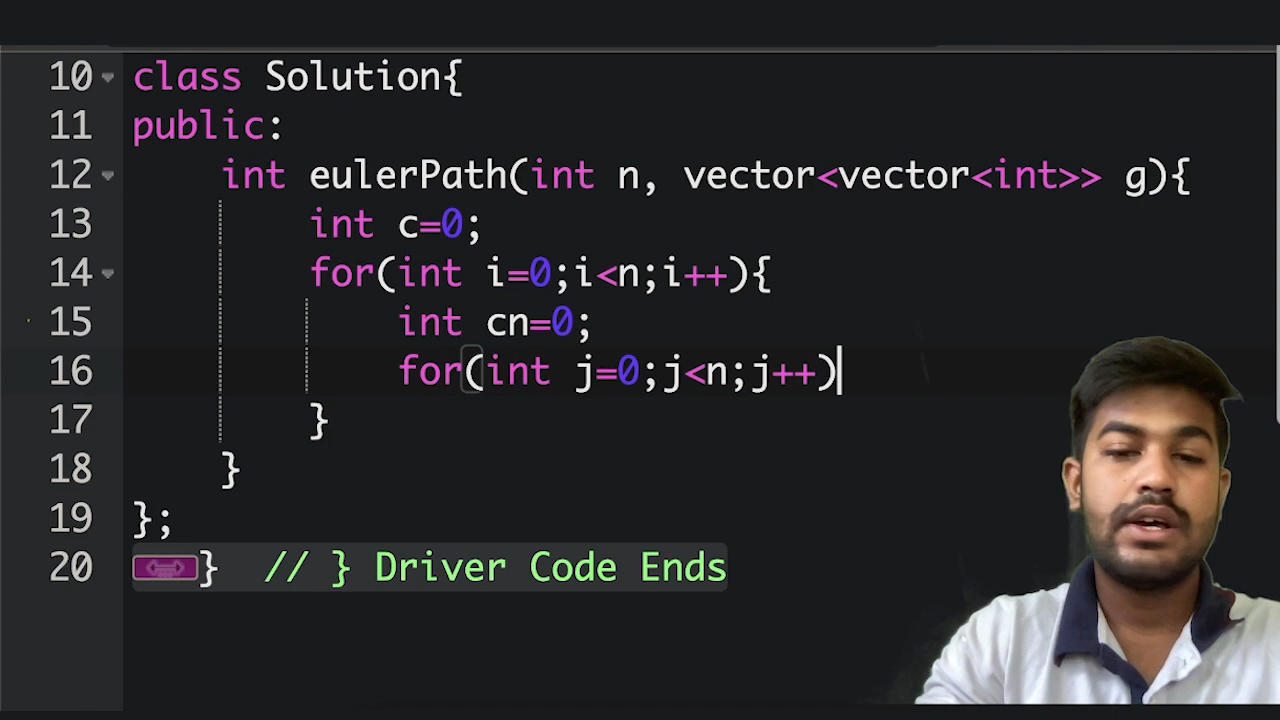 10 class Solution{
11 public:
12 int eulerPath(int n, vector<vector<int>> g){
13 int c=0;
14 for(int i=0;i<n;i++){
15 int cn=0;
16 for(int j=0;j<n;j++)
17 }
18 }
19 };
20 } // } Driver Code Ends